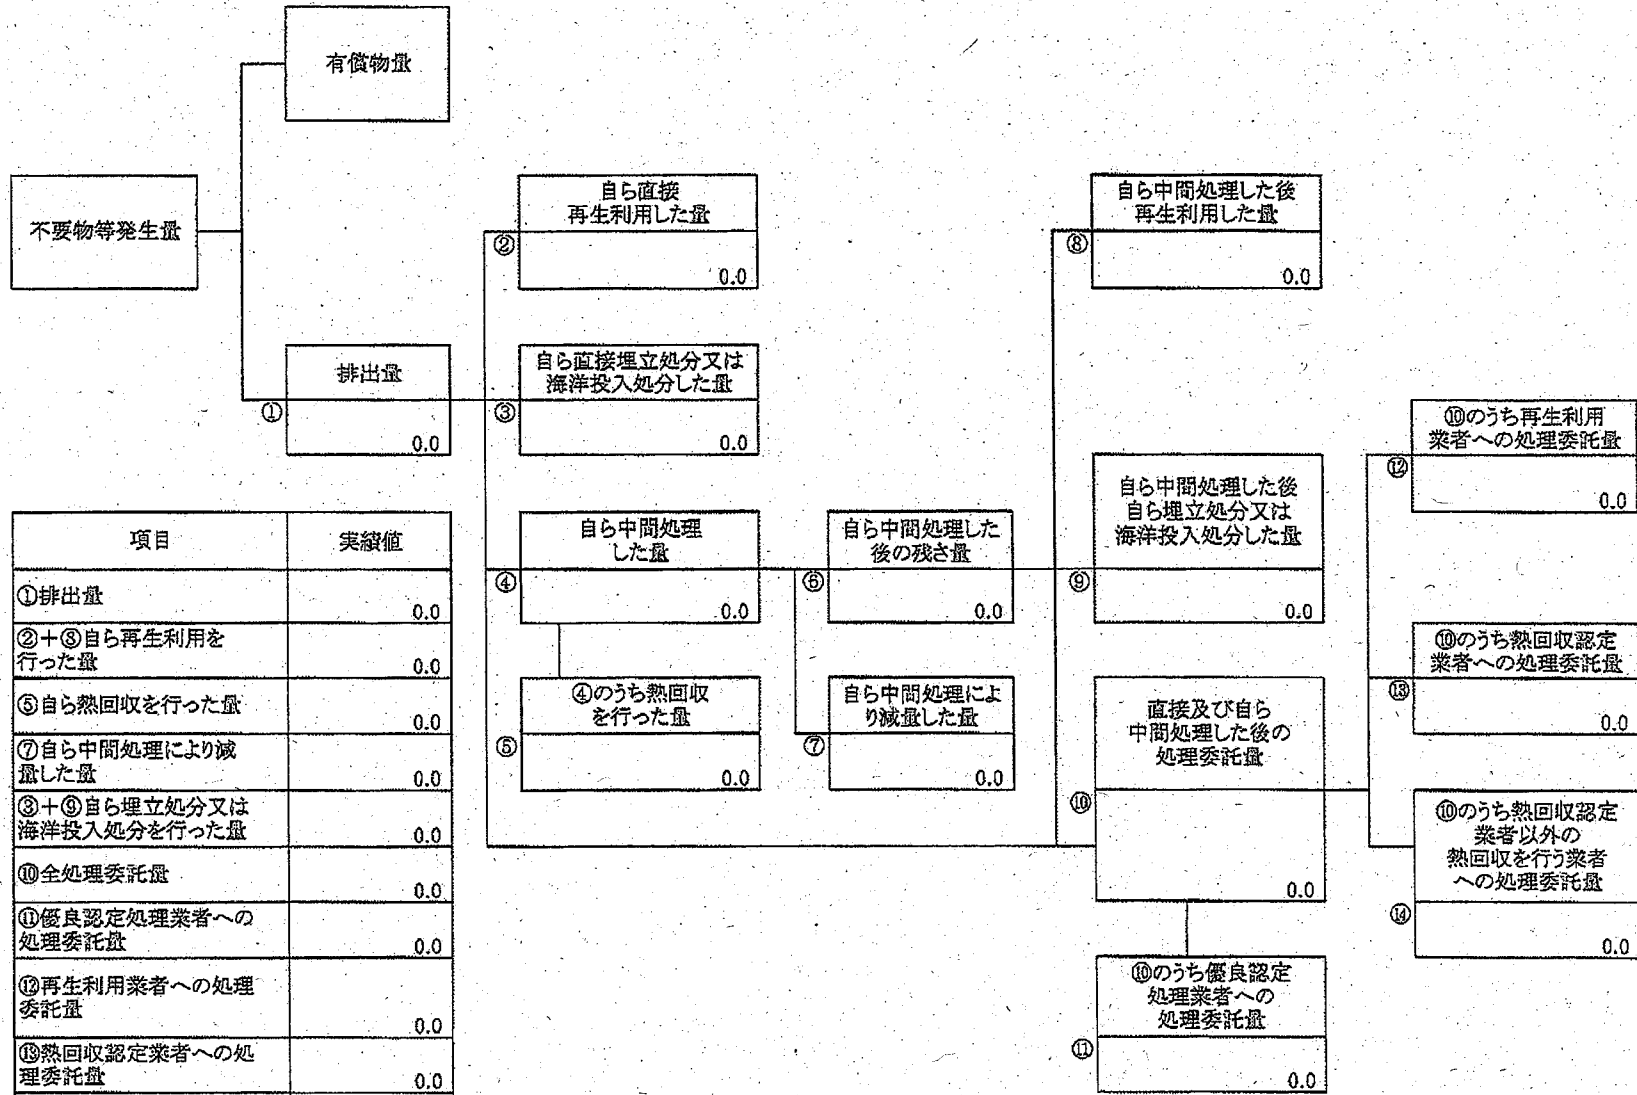 有償物量
不要物等発生量
排出量
①
0.0
自ら直接
再生利用した量
②
0.0
自ら直接埋立処分又は
海洋投入処分した量
③
0.0
自ら中間処理
した量
④
0.0
④のうち熱回収
を行った量
⑤
0.0
自ら中間処理した
後の残さ量
⑥
0.0
自ら中間処理によ
り減量した量
⑦
0.0
自ら中間処理した後
再生利用した量
⑧
0.0
自ら中間処理した後
自ら埋立処分又は
海洋投入処分した量
⑨
0.0
直接及び自ら
中間処理した後の
処理委託量
⑩
0.0
⑩のうち優良認定
処理業者への
処理委託量
⑪
0.0
⑩のうち再生利用
業者への処理委託量
⑫
0.0
⑩のうち熱回収認定
業者への処理委託量
⑬
0.0
⑩のうち熱回収認定
業者以外の
熱回収を行う業者
への処理委託量
⑭
0.0
項目 実績値
①排出量
0.0
②＋⑧自ら再生利用を
行った量 0.0
⑤自ら熱回収を行った量
0.0
⑦自ら中間処理により減
量した量 0.0
③＋⑨自ら埋立処分又は
海洋投入処分を行った量 0.0
⑩全処理委託量
0.0
⑪優良認定処理業者への
処理委託量 0.0
⑫再生利用業者への処理
委託量
0.0
⑬熱回収認定業者への処
理委託量 0.0